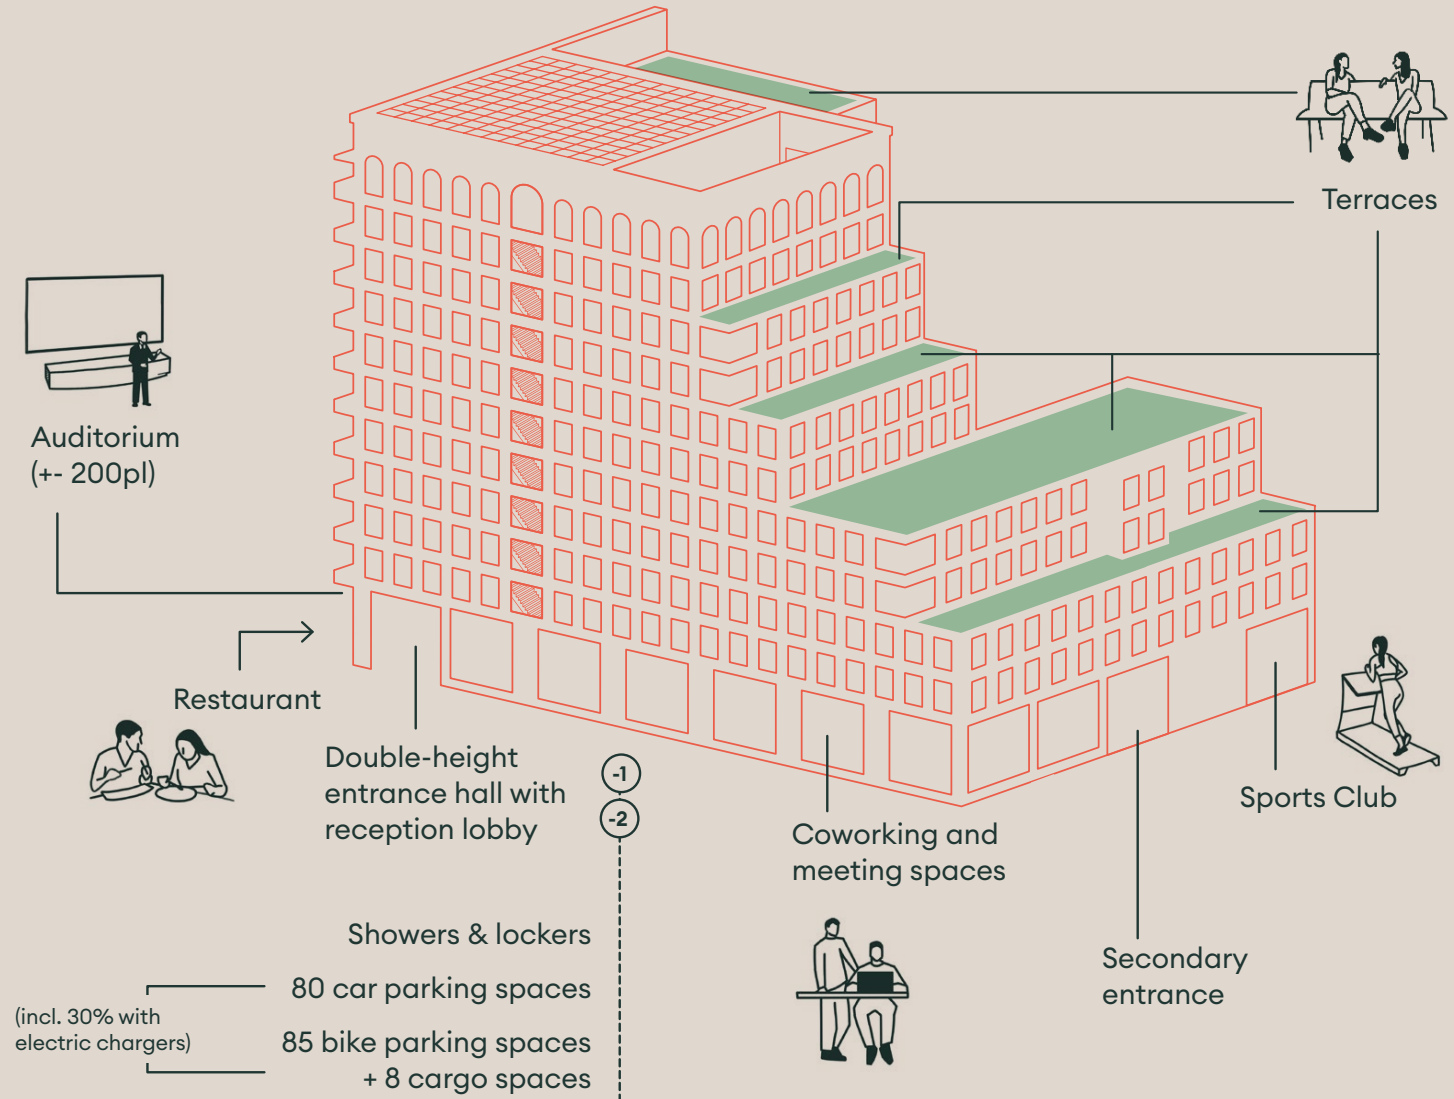 Terraces
Auditorium
(+- 200pl)
Restaurant
Double-height
entrance hall with
reception lobby
-1
-2
Coworking and
meeting spaces
Sports Club
Secondary
entrance
Showers & lockers
80 car parking spaces
(incl. 30% with
electric chargers)
85 bike parking spaces
+ 8 cargo spaces